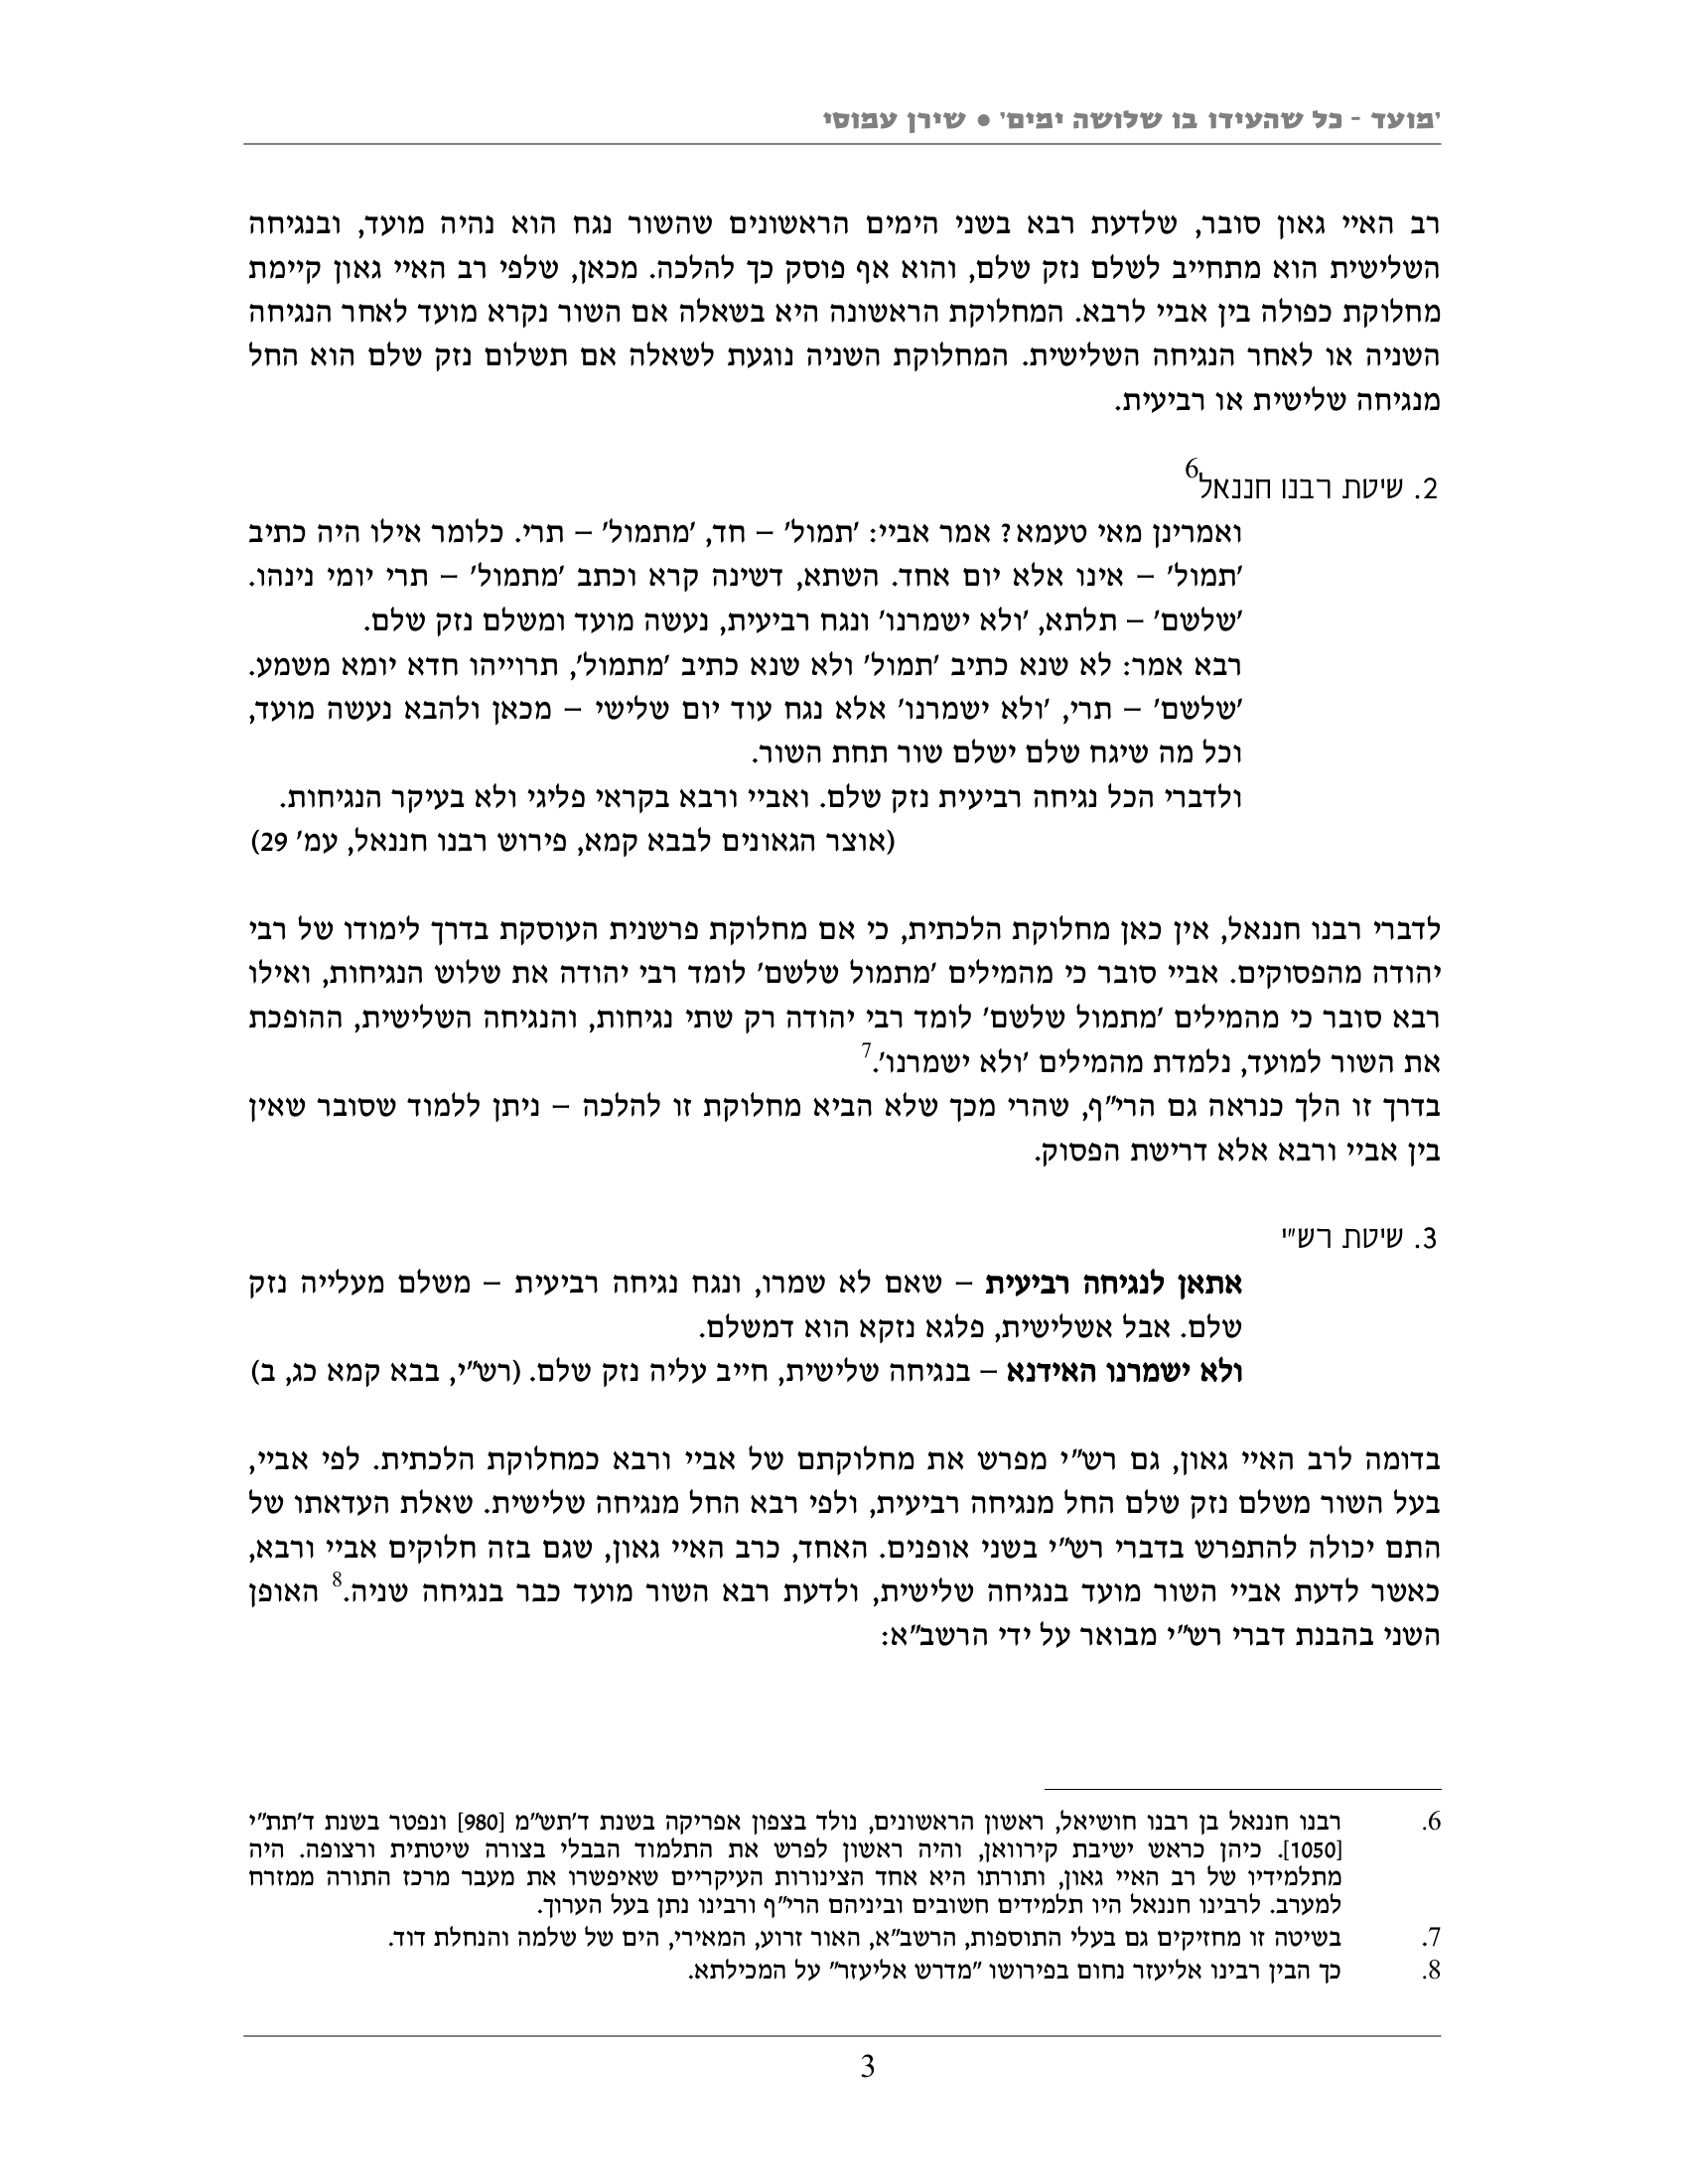 'מועד - כל שהעידו בו שלושה ימים' • שירן עמוסי
רב האיי גאון סובר, שלדעת רבא בשני הימים הראשונים שהשור נגח הוא נהיה מועד, ובנגיחה
השלישית הוא מתחייב לשלם נזק שלם, והוא אף פוסק כך להלכה. מכאן, שלפי רב האיי גאון קיימת
מחלוקת כפולה בין אביי לרבא. המחלוקת הראשונה היא בשאלה אם השור נקרא מועד לאחר הנגיחה
השניה או לאחר הנגיחה השלישית. המחלוקת השניה נוגעת לשאלה אם תשלום נזק שלם הוא החל
מנגיחה שלישית או רביעית.
2. שיטת רבנו חננאל6
ואמרינן מאי טעמא? אמר אביי: 'תמול' – חד, 'מתמול' – תרי. כלומר אילו היה כתיב
'תמול' – אינו אלא יום אחד. השתא, דשינה קרא וכתב 'מתמול' – תרי יומי נינהו.
'שלשם' – תלתא, 'ולא ישמרנו' ונגח רביעית, נעשה מועד ומשלם נזק שלם.
רבא אמר: לא שנא כתיב 'תמול' ולא שנא כתיב 'מתמול', תרוייהו חדא יומא משמע.
'שלשם' – תרי, 'ולא ישמרנו' אלא נגח עוד יום שלישי – מכאן ולהבא נעשה מועד,
וכל מה שיגח שלם ישלם שור תחת השור.
ולדברי הכל נגיחה רביעית נזק שלם. ואביי ורבא בקראי פליגי ולא בעיקר הנגיחות.
(אוצר הגאונים לבבא קמא, פירוש רבנו חננאל, עמ' 29)
לדברי רבנו חננאל, אין כאן מחלוקת הלכתית, כי אם מחלוקת פרשנית העוסקת בדרך לימודו של רבי
יהודה מהפסוקים. אביי סובר כי מהמילים 'מתמול שלשם' לומד רבי יהודה את שלוש הנגיחות, ואילו
רבא סובר כי מהמילים 'מתמול שלשם' לומד רבי יהודה רק שתי נגיחות, והנגיחה השלישית, ההופכת
את השור למועד, נלמדת מהמילים 'ולא ישמרנו'.7
בדרך זו הלך כנראה גם הרי"ף, שהרי מכך שלא הביא מחלוקת זו להלכה – ניתן ללמוד שסובר שאין
בין אביי ורבא אלא דרישת הפסוק.
3. שיטת רש"י
אתאן לנגיחה רביעית – שאם לא שמרו, ונגח נגיחה רביעית – משלם מעלייה נזק
שלם. אבל אשלישית, פלגא נזקא הוא דמשלם.
ולא ישמרנו האידנא – בנגיחה שלישית, חייב עליה נזק שלם. (רש"י, בבא קמא כג, ב)
בדומה לרב האיי גאון, גם רש"י מפרש את מחלוקתם של אביי ורבא כמחלוקת הלכתית. לפי אביי,
בעל השור משלם נזק שלם החל מנגיחה רביעית, ולפי רבא החל מנגיחה שלישית. שאלת העדאתו של
התם יכולה להתפרש בדברי רש"י בשני אופנים. האחד, כרב האיי גאון, שגם בזה חלוקים אביי ורבא,
כאשר לדעת אביי השור מועד בנגיחה שלישית, ולדעת רבא השור מועד כבר בנגיחה שניה.8 האופן
השני בהבנת דברי רש"י מבואר על ידי הרשב"א:
6. רבנו חננאל בן רבנו חושיאל, ראשון הראשונים, נולד בצפון אפריקה בשנת ד'תש"מ [980] ונפטר בשנת ד'תת"י
[1050]. כיהן כראש ישיבת קירוואן, והיה ראשון לפרש את התלמוד הבבלי בצורה שיטתית ורצופה. היה
מתלמידיו של רב האיי גאון, ותורתו היא אחד הצינורות העיקריים שאיפשרו את מעבר מרכז התורה ממזרח
למערב. לרבינו חננאל היו תלמידים חשובים וביניהם הרי"ף ורבינו נתן בעל הערוך.
7. בשיטה זו מחזיקים גם בעלי התוספות, הרשב"א, האור זרוע, המאירי, הים של שלמה והנחלת דוד.
8. כך הבין רבינו אליעזר נחום בפירושו "מדרש אליעזר" על המכילתא.
3